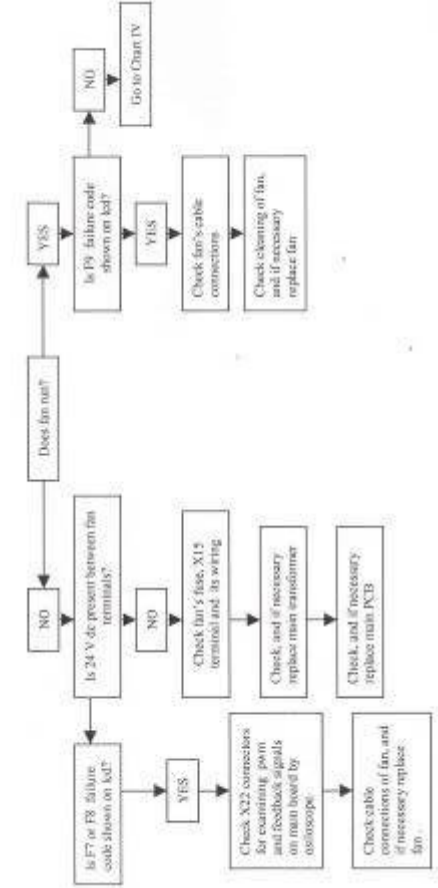 Does fan run?
NO
YES
Is 24 V dc present between fan
terminals?
Is F9 failure code
shown on lcd?
NO
Go to Chart IV
YES
Check fan's cable
connections.
Check cleaning of fan,
and if necessary
replace fan
Is F7 or F8 failure
code shown on lcd?
YES
Check X22 connectors
for examining pwm
and feedback signals
on main board by
osiloscope.
Check cable
connections of fan, and
if necessary replace
fan .
NO
Check fan's fuse, X15
terminal and its wiring
Check, and if necessary
replace main transformer
Check, and if necessary
replace main PCB